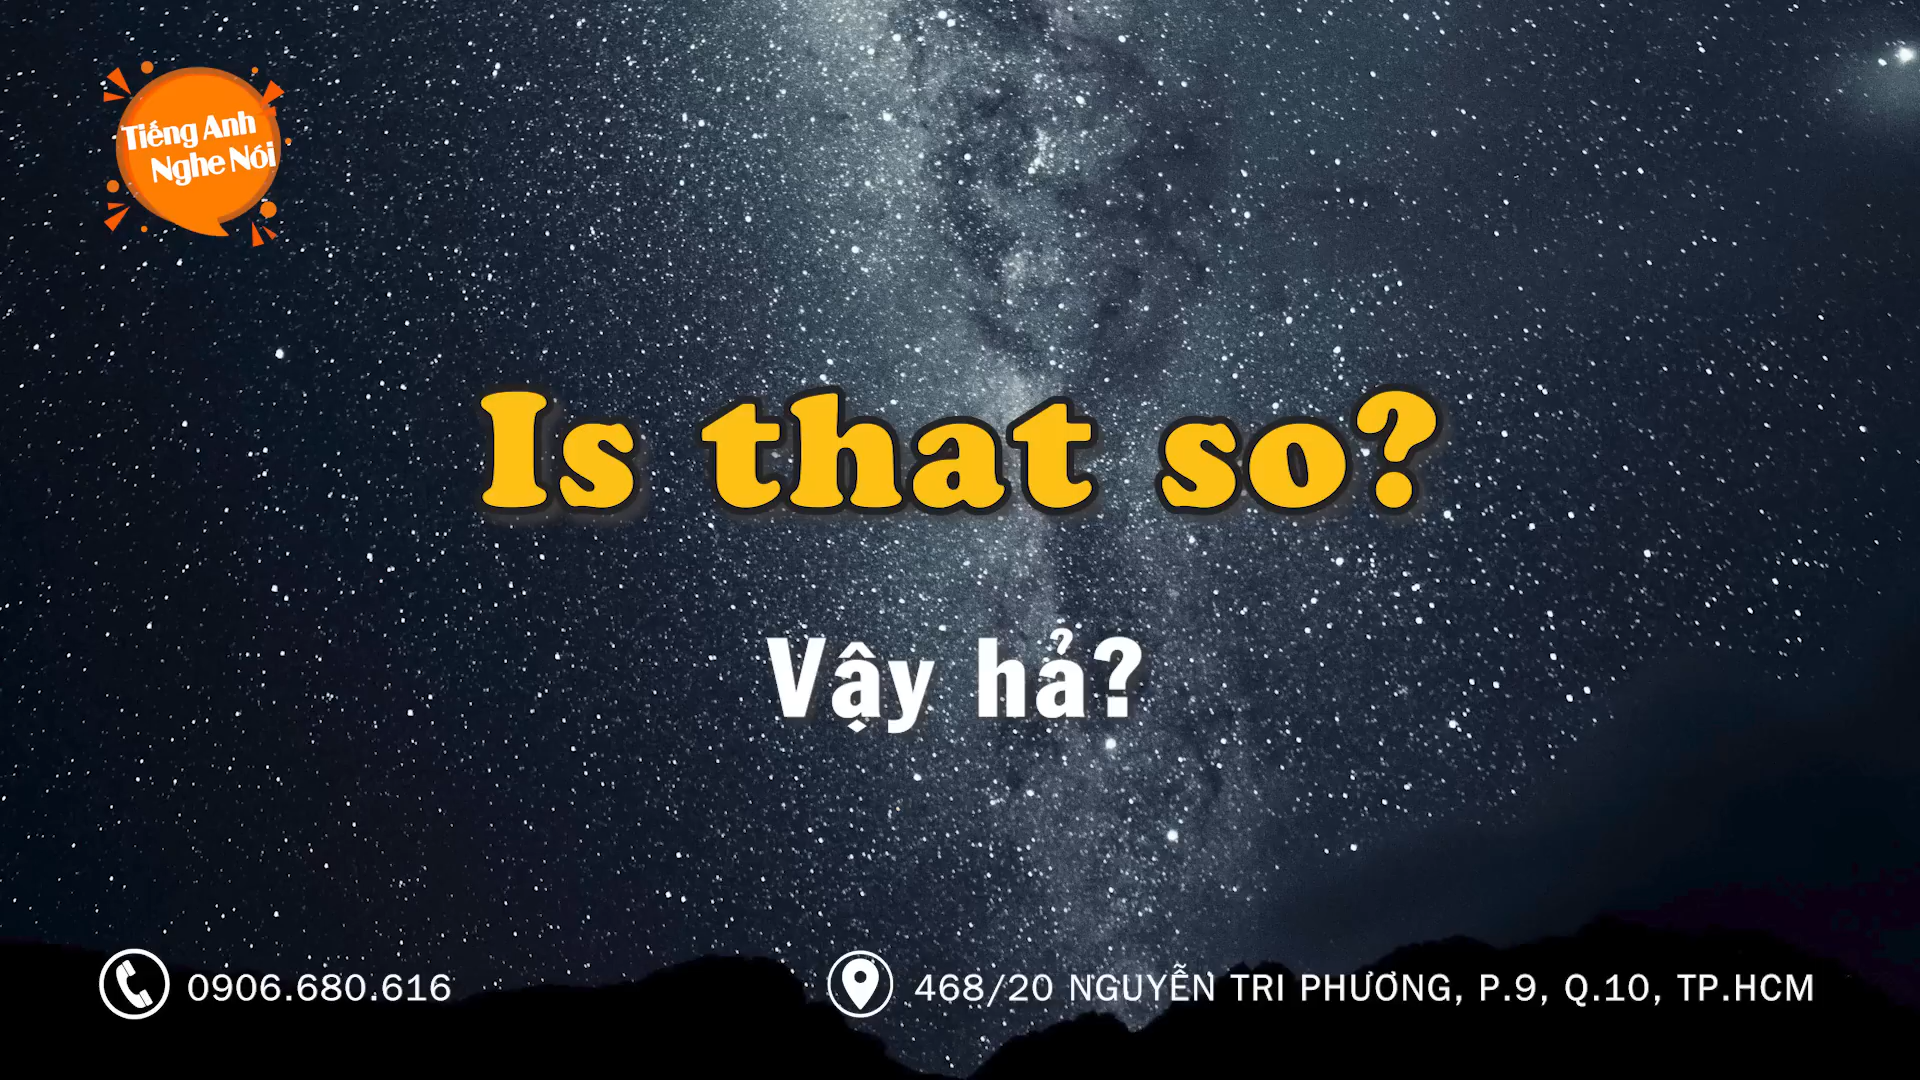 Tiếng Anh
Nghe Nói
Is that so?
Vậy hả?
0906.680.616
468/20 NGUYỄN TRI PHƯƠNG, P.9, Q.10, TP.HCM